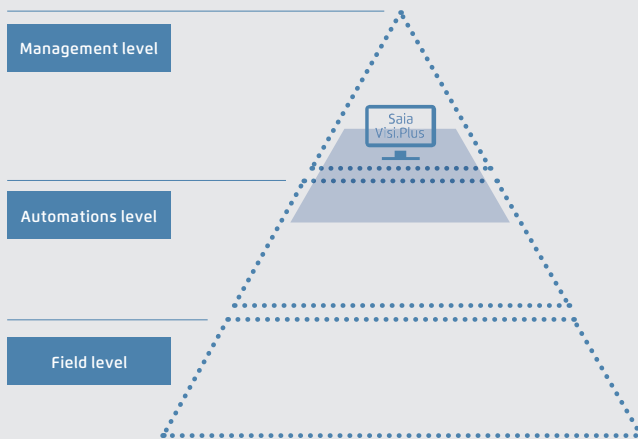 Management level
Saia
Visi.Plus
Automations level
Field level